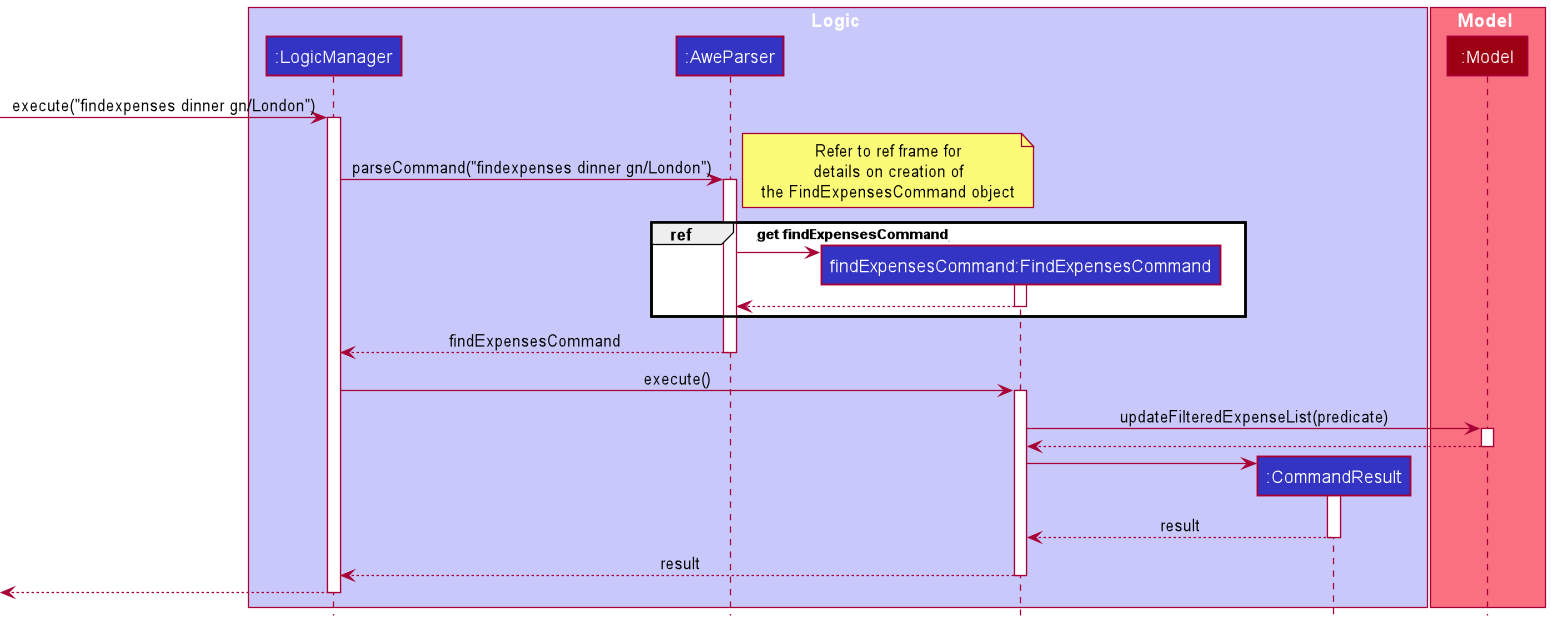 Logic
Model
:LogicManager
:AweParser
:Model
execute("findexpenses dinner gn/London")
parseCommand("findexpenses dinner gn/London")
Refer to ref frame for
details on creation of
the FindExpensesCommand object
ref
get findExpensesCommand
findExpensesCommand:FindExpensesCommand
findExpensesCommand
execute()
updateFilteredExpenseList(predicate)
:CommandResult
result
result